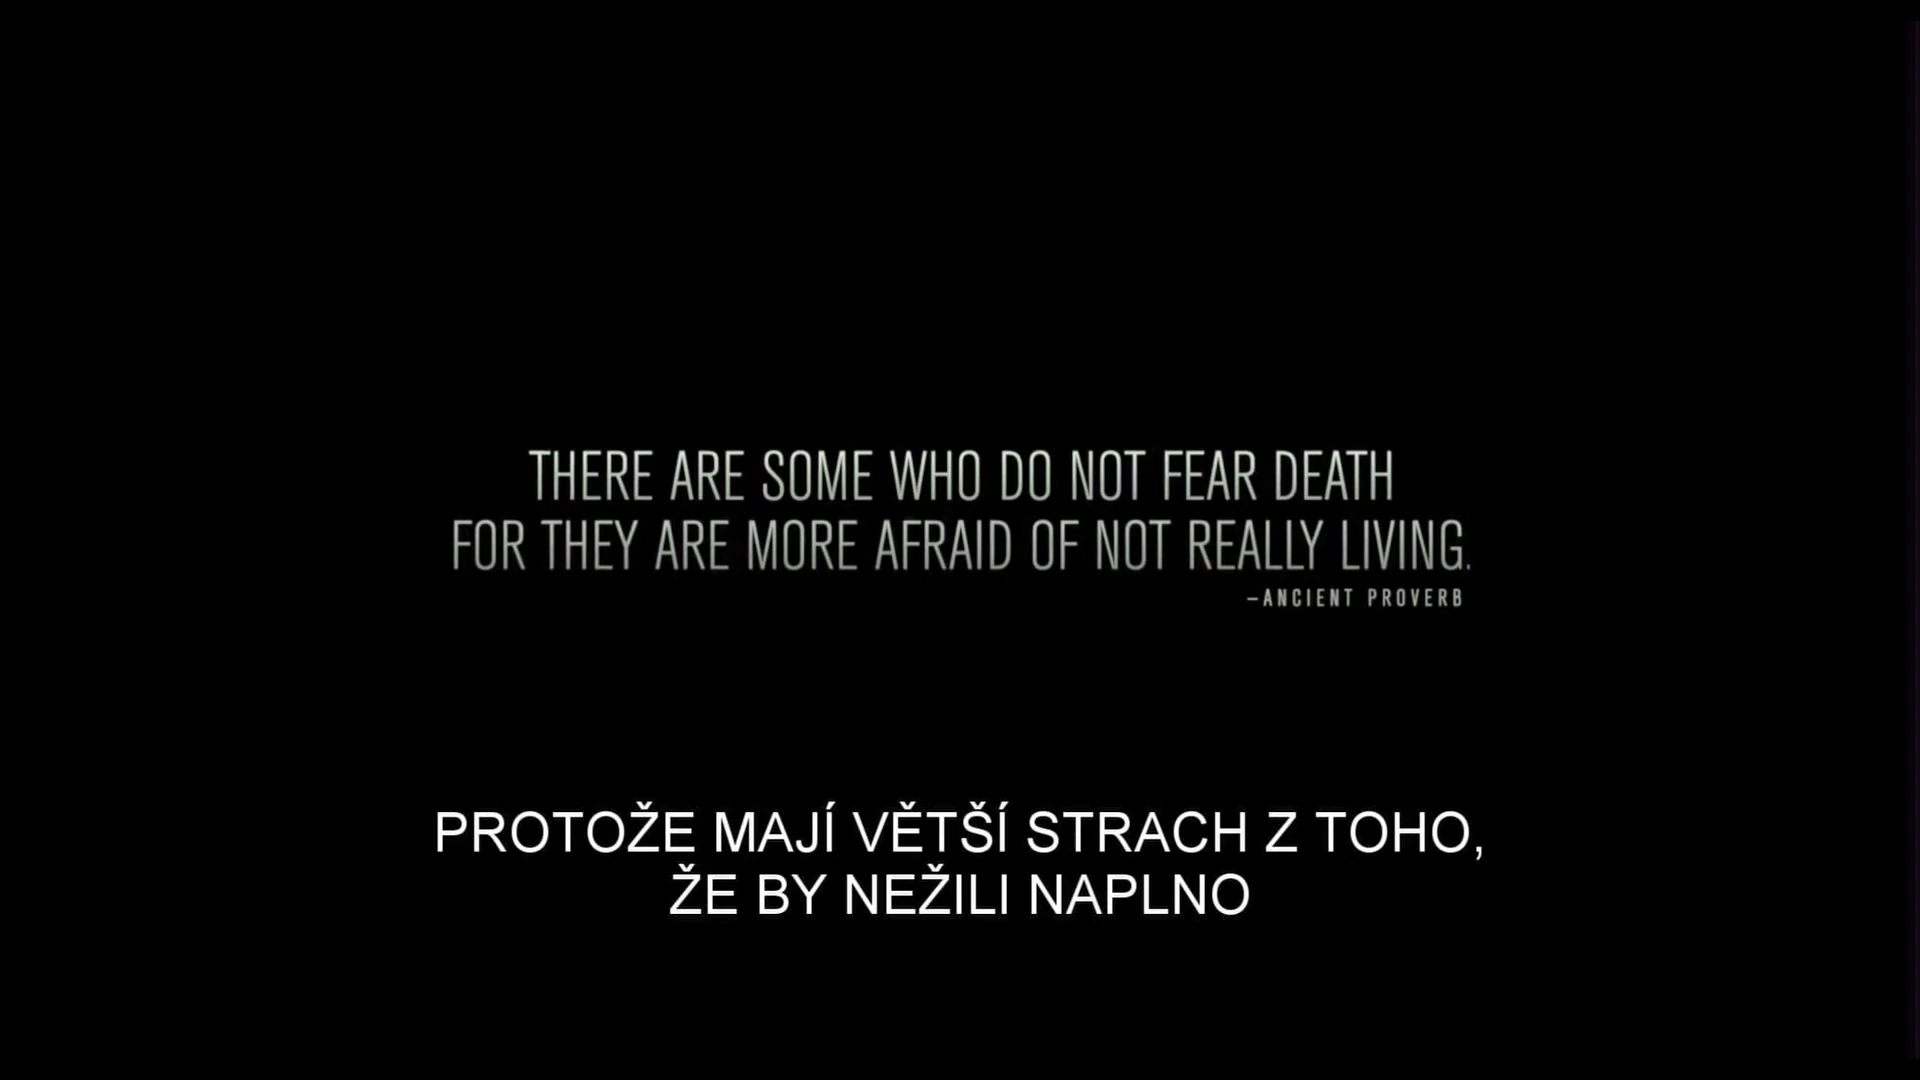 THERE ARE SOME WHO DO NOT FEAR DEATH
FOR THEY ARE MORE AFRAID OF NOT REALLY LIVING.
–ANCIENT PROVERB
PROTOŽE MAJÍ VĚTŠÍ STRACH Z TOHO,
ŽE BY NEŽILI NAPLNO